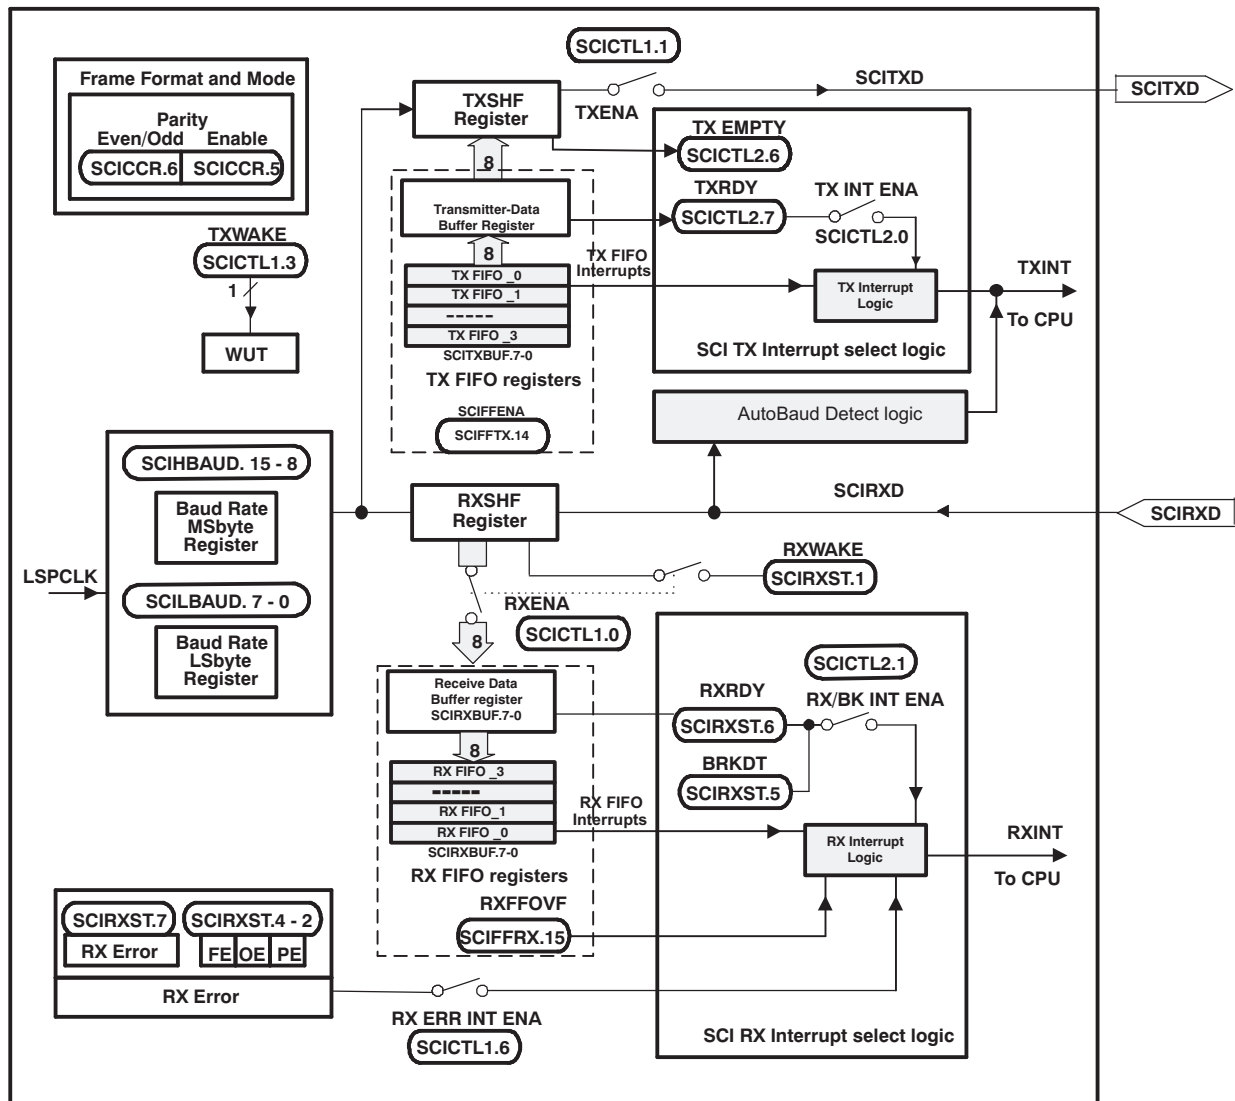 SCICTL1.1
Frame Format and Mode
Parity
Even/Odd Enable
SCICCR.6 SCICCR.5
TXSHF
Register
TXENA
SCITXD
SCITXD
TX EMPTY
SCICTL2.6
8
Transmitter-Data
Buffer Register
TXRDY
SCICTL2.7
TX INT ENA
SCICTL2.0
TXWAKE
SCICTL1.3
1
WUT
8
TX FIFO _0
TX FIFO _1
-----
TX FIFO _3
SCITXBUF.7-0
TX FIFO registers
SCIFFENA
SCIFFTX.14
TX FIFO
Interrupts
TX Interrupt
Logic
TXINT
To CPU
SCI TX Interrupt select logic
AutoBaud Detect logic
SCIHBAUD. 15 - 8
Baud Rate
MSbyte
Register
LSPCLK
SCILBAUD. 7 - 0
Baud Rate
LSbyte
Register
RXSHF
Register
SCIRXD
SCIRXD
RXWAKE
SCIRXST.1
RXENA
SCICTL1.0
8
Receive Data
Buffer register
SCIRXBUF.7-0
8
RX FIFO _3
-----
RX FIFO_1
RX FIFO _0
SCIRXBUF.7-0
RX FIFO registers
RX FIFO
Interrupts
SCICTL2.1
RXRDY
RX/BK INT ENA
SCIRXST.6
BRKDT
SCIRXST.5
RX Interrupt
Logic
RXINT
To CPU
RXFFOVF
SCIFFRX.15
SCIRXST.7 SCIRXST.4 - 2
RX Error FE OE PE
RX Error
RX ERR INT ENA
SCICTL1.6
SCI RX Interrupt select logic